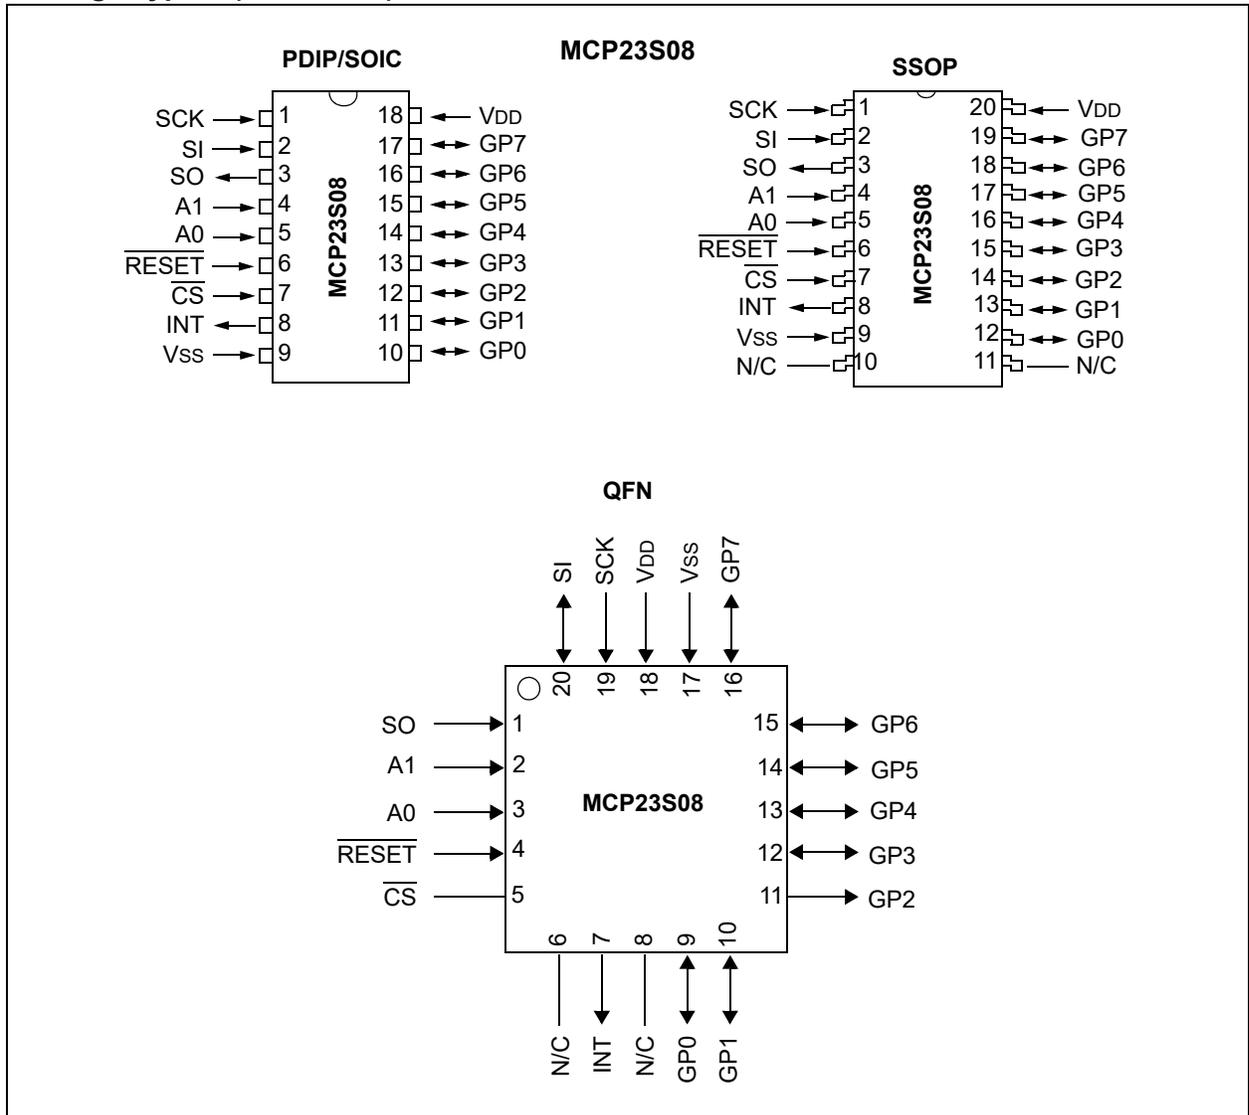 MCP23S08
PDIP/SOIC
SCK 1 18 VDD
SI 2 17 GP7
SO 3 16 GP6
A1 4 15 GP5
A0 5 14 GP4
RESET 6 13 GP3
CS 7 12 GP2
INT 8 11 GP1
VSS 9 10 GP0
MCP23S08
SSOP
SCK 1 20 VDD
SI 2 19 GP7
SO 3 18 GP6
A1 4 17 GP5
A0 5 16 GP4
RESET 6 15 GP3
CS 7 14 GP2
INT 8 13 GP1
VSS 9 12 GP0
N/C 10 11 N/C
MCP23S08
QFN
SI SCK VDD VSS GP7
20 19 18 17 16
SO 1 15 GP6
A1 2 14 GP5
A0 3 13 GP4
MCP23S08
RESET 4 12 GP3
CS 5 11 GP2
6 7 8 9 10
N/C INT N/C GP0 GP1